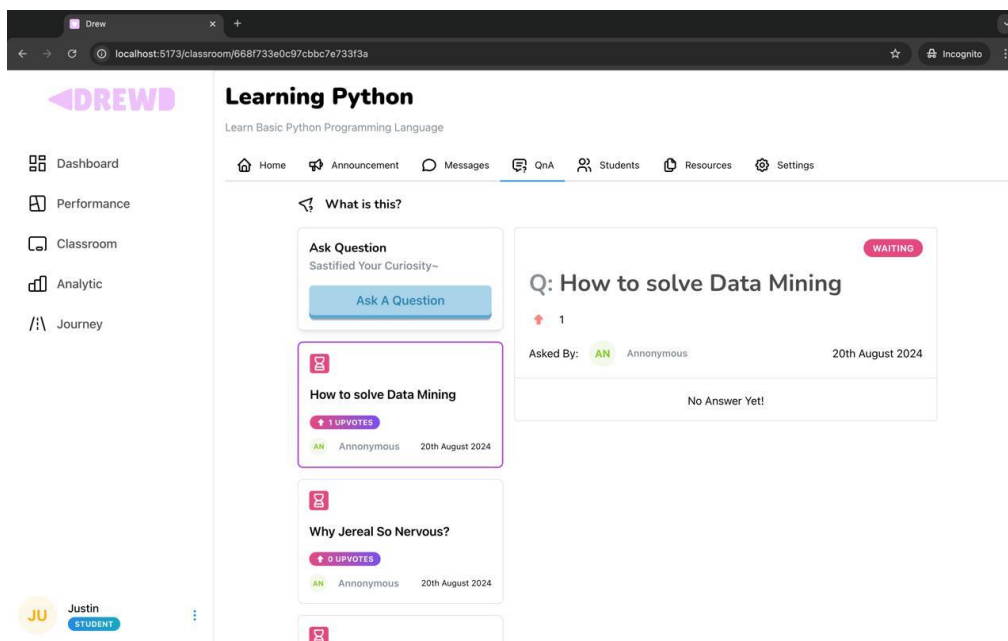 Drew
localhost:5173/classroom/668f733e0c97cbbc7e733f3a
Incognito
DREWD
Dashboard
Performance
Classroom
Analytic
Journey
JU
Justin
STUDENT
Learning Python
Learn Basic Python Programming Language
Home
Announcement
Messages
QnA
Students
Resources
Settings
What is this?
Ask Question
Sastified Your Curiosity~
Ask A Question
How to solve Data Mining
1 UPVOTES
AN Annonymous 20th August 2024
Why Jereal So Nervous?
0 UPVOTES
AN Annonymous 20th August 2024
WAITING
Q: How to solve Data Mining
1
Asked By: AN Annonymous 20th August 2024
No Answer Yet!